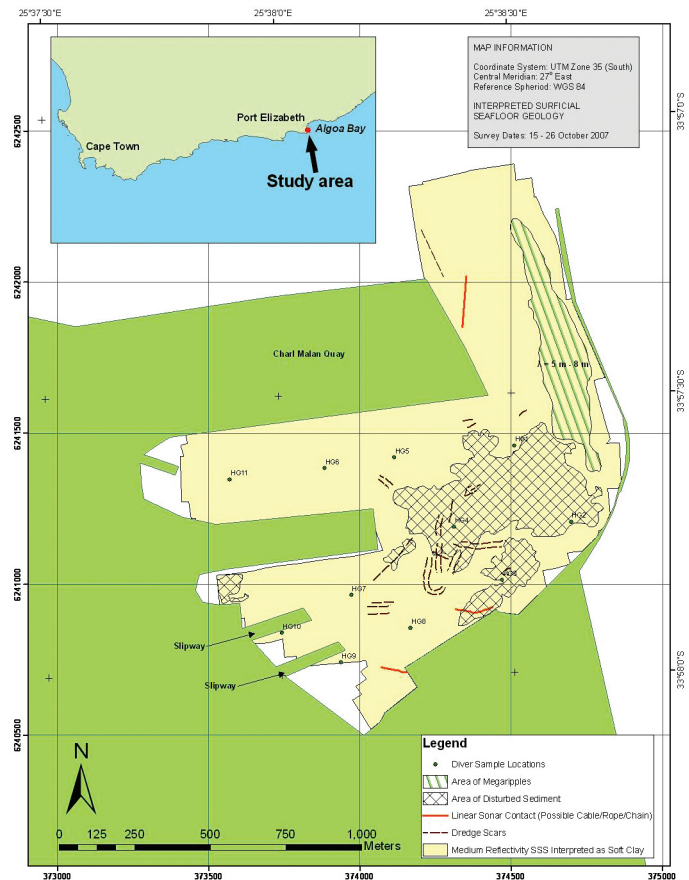 25°37'30"E
25°38'0"E
25°38'30"E
MAP INFORMATION
Coordinate System: UTM Zone 35 (South)
Central Meridian: 27° East
Reference Spheriod: WGS 84
INTERPRETED SURFICIAL
SEAFLOOR GEOLOGY
Survey Dates: 15 - 26 October 2007
Port Elizabeth
Algoa Bay
Cape Town
Study area
33°57'0"S
6242500
6242000
Charl Malan Quay
λ = 5 m - 8 m
33°57'30"S
6241500
HG1
HG5
HG6
HG11
HG2
HG4
6241000
HG7
HG8
HG10
HG9
Slipway
Slipway
33°58'0"S
6240500
N
0 125 250 500 750 1,000
Meters
Legend
Diver Sample Locations
Area of Megaripples
Area of Disturbed Sediment
Linear Sonar Contact (Possible Cable/Rope/Chain)
Dredge Scars
Medium Reflectivity SSS Interpreted as Soft Clay
373000
373500
374000
374500
375000